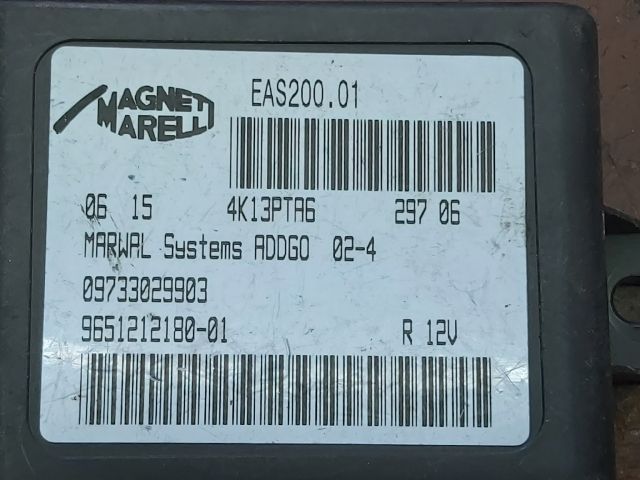 MAGNETI
MARELLI
EAS200.01
06 15 4K13PTA6 297 06
MARWAL Systems ADDGO 02-4
09733029903
9651212180-01 R 12V